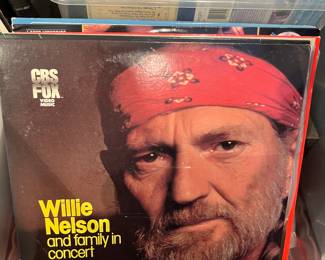 CBS
FOX
VIDEO
MUSIC
Willie
Nelson
and family in
concert